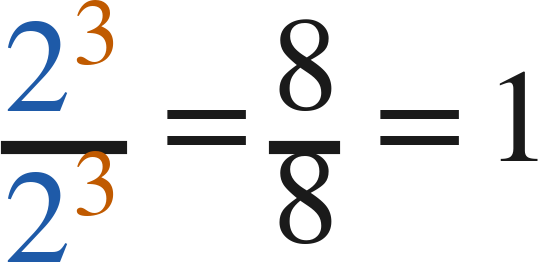 2³/2³ = 8/8 = 1